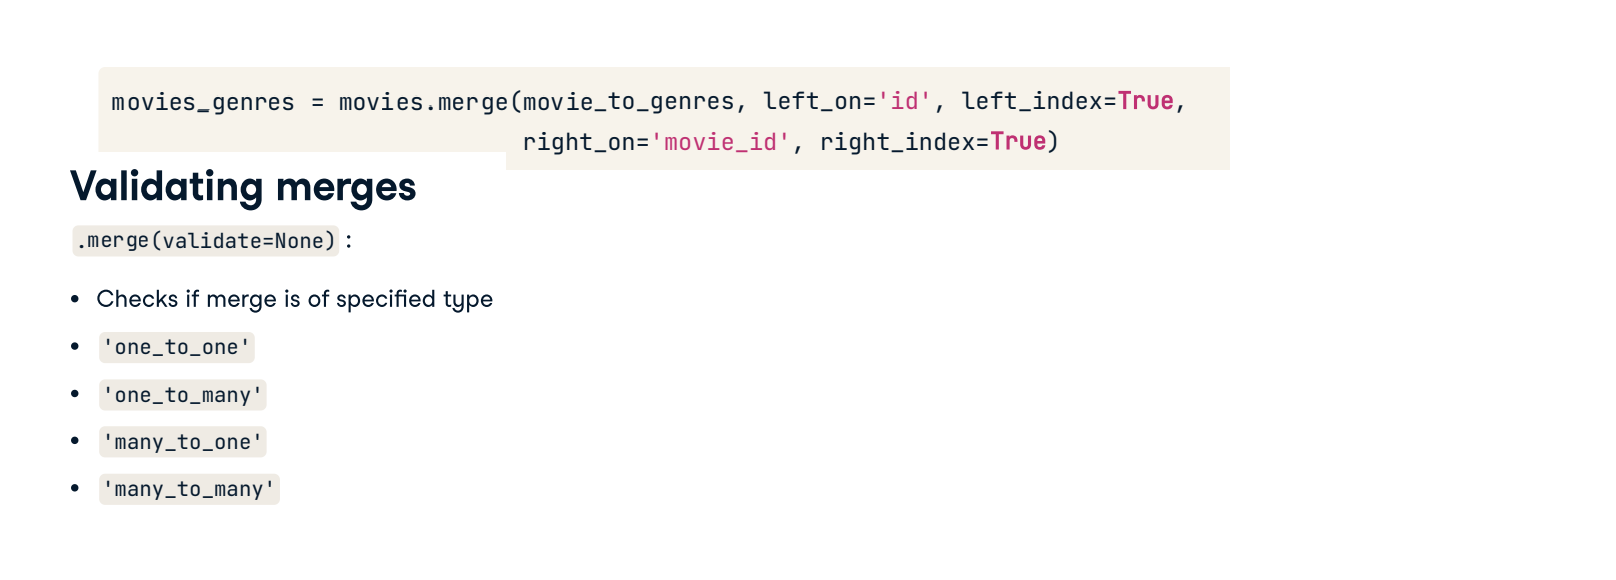 movies_genres = movies.merge(movie_to_genres, left_on='id', left_index=True,
right_on='movie_id', right_index=True)
Validating merges
.merge(validate=None) :
• Checks if merge is of specified type
• 'one_to_one'
• 'one_to_many'
• 'many_to_one'
• 'many_to_many'